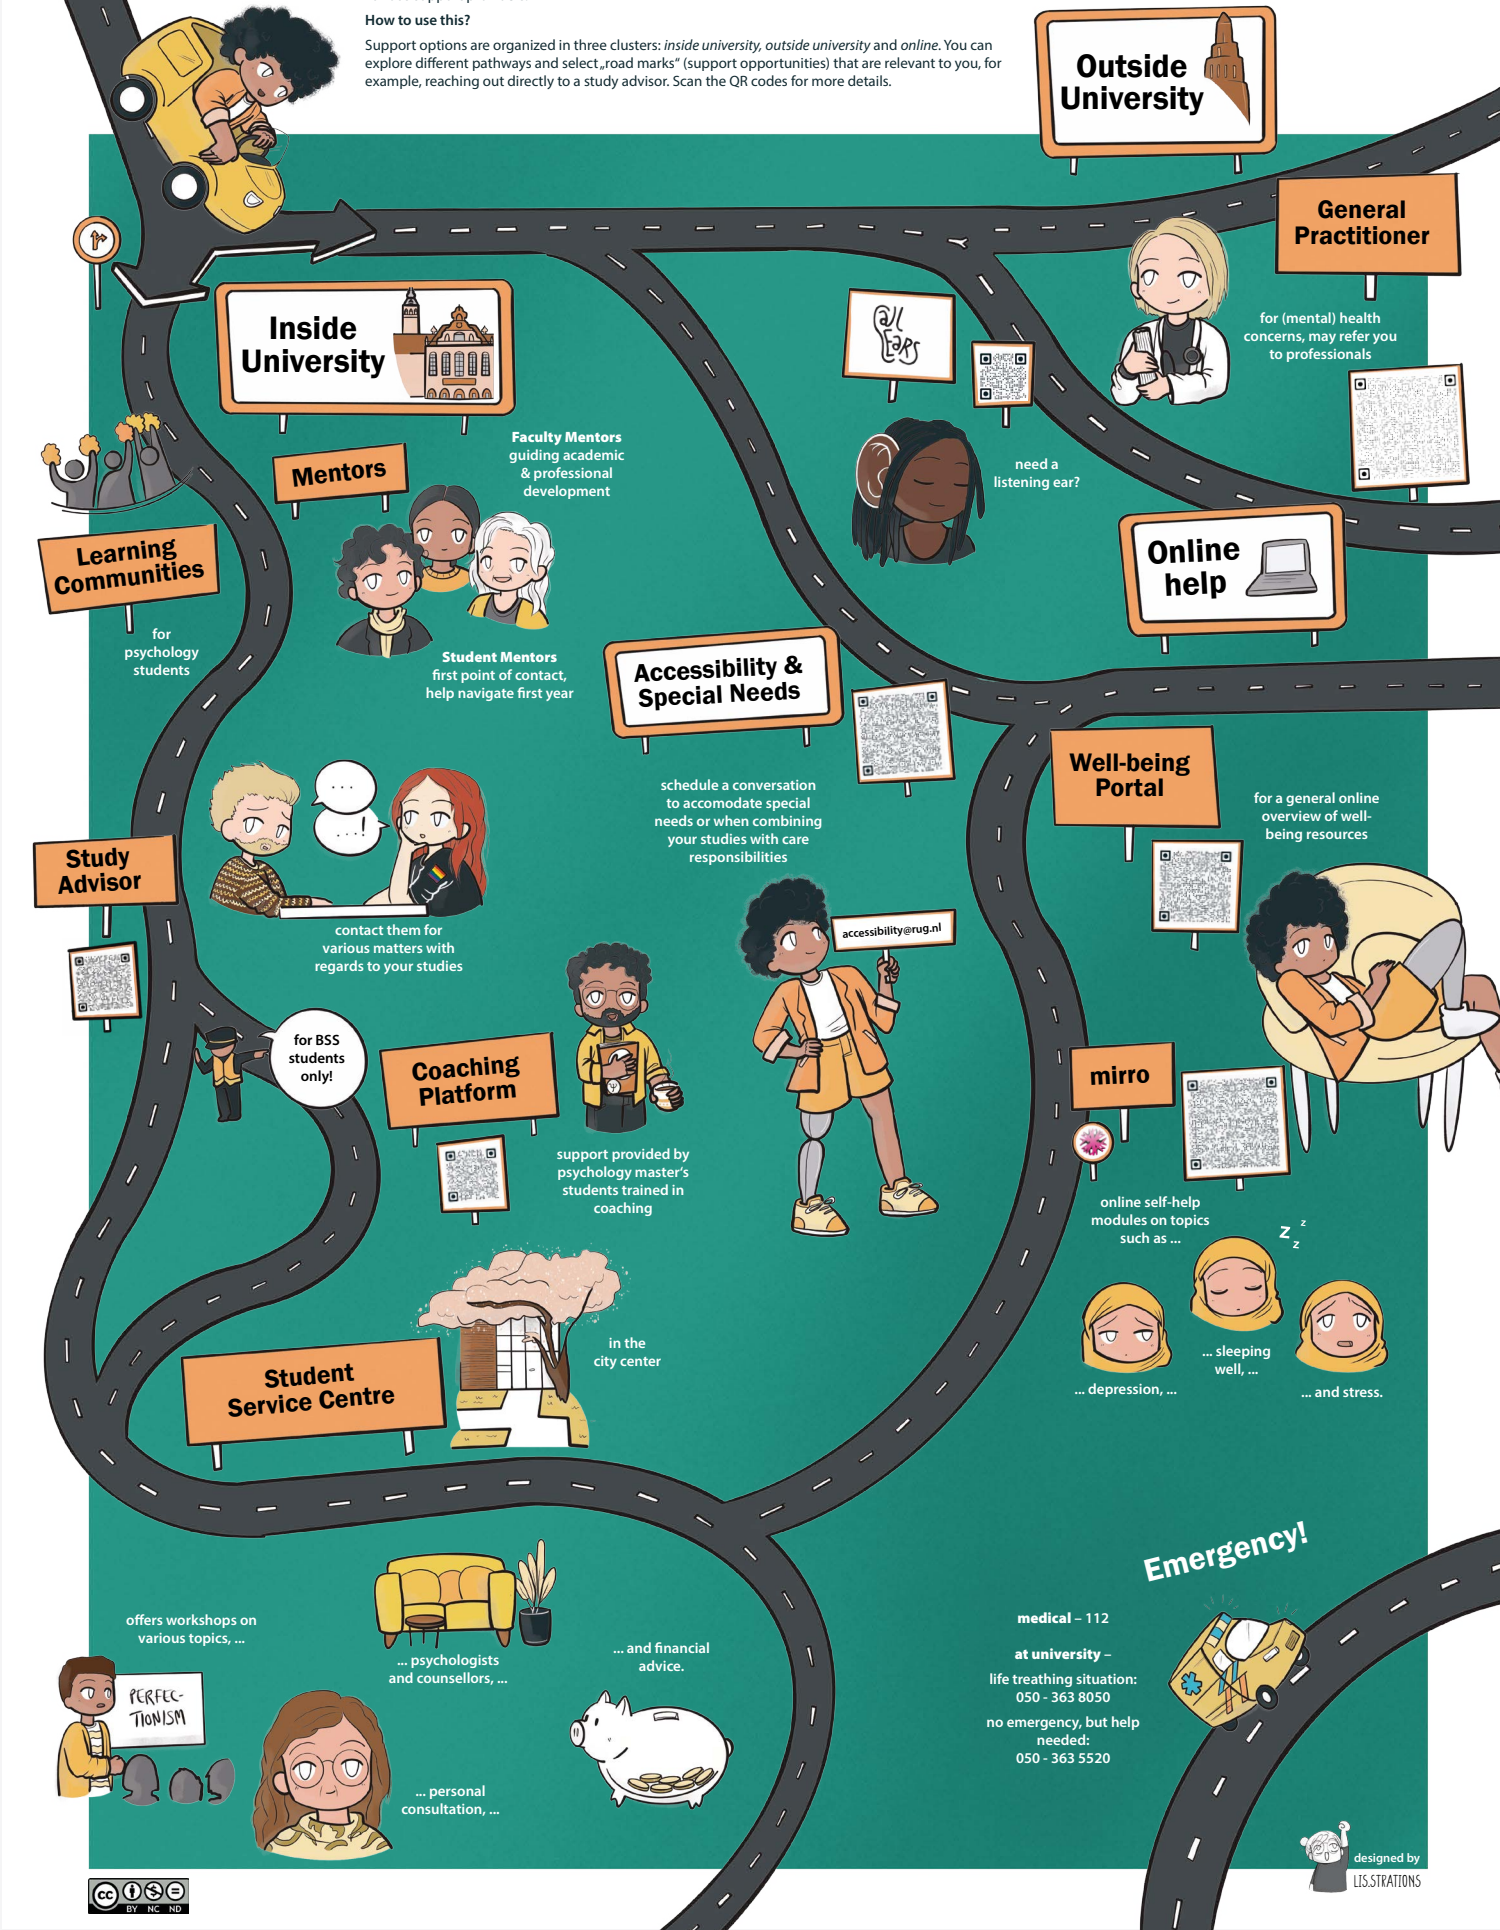 How to use this?
Support options are organized in three clusters: inside university, outside university and online. You can
explore different pathways and select „road marks“ (support opportunities) that are relevant to you, for
example, reaching out directly to a study advisor. Scan the QR codes for more details.
Outside
University
General
Practitioner
for (mental) health
concerns, may refer you
to professionals
Inside
University
all
EARS
need a
listening ear?
Mentors
Faculty Mentors
guiding academic
& professional
development
Student Mentors
first point of contact,
help navigate first year
Learning
Communities
for
psychology
students
Online
help
Accessibility &
Special Needs
schedule a conversation
to accomodate special
needs or when combining
your studies with care
responsibilities
accessibility@rug.nl
Well-being
Portal
for a general online
overview of well-
being resources
Study
Advisor
...
...!
contact them for
various matters with
regards to your studies
for BSS
students
only!
Coaching
Platform
support provided by
psychology master's
students trained in
coaching
mirro
online self-help
modules on topics
such as ...
z z
z
... depression, ...
... sleeping
well, ...
... and stress.
Student
Service Centre
in the
city center
offers workshops on
various topics, ...
PERFEC-
TIONISM
... psychologists
and counsellors, ...
... personal
consultation, ...
... and financial
advice.
Emergency!
medical – 112
at university –
life treathing situation:
050 - 363 8050
no emergency, but help
needed:
050 - 363 5520
designed by
LIS.STRATIONS
cc
BY NC ND